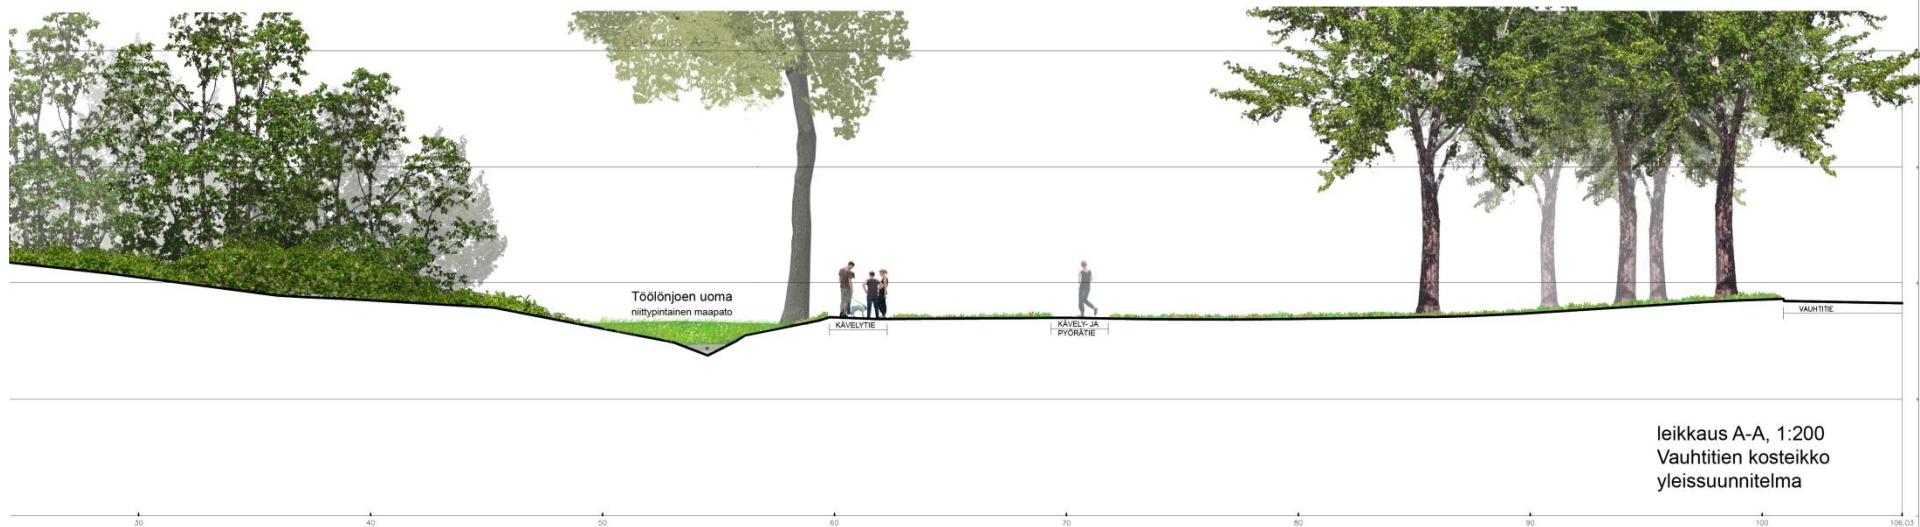 leikkaus A-A
Töölönjoen uoma
niittypintainen maapato
KÄVELYTIE
KÄVELY- JA
PYÖRÄTIE
VAUHTITIE
leikkaus A-A, 1:200
Vauhtitien kosteikko
yleissuunnitelma
30 40 50 60 70 80 90 100 106.03